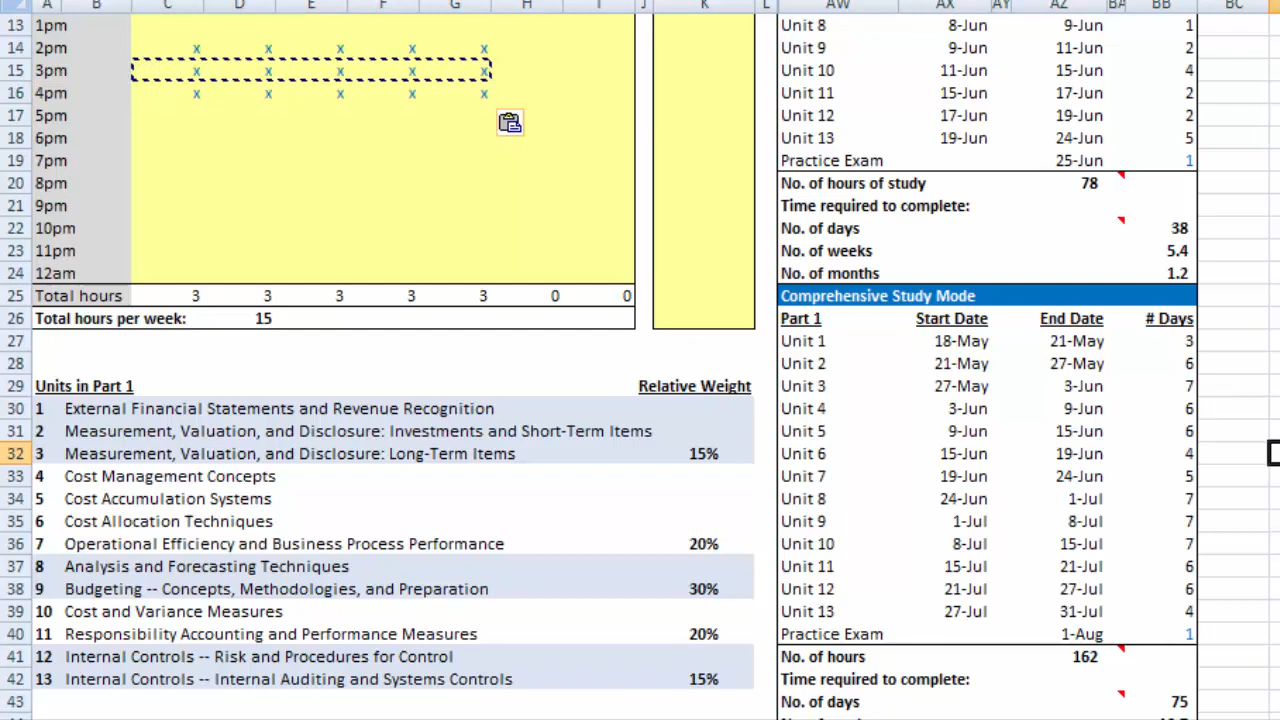 A B C D E F G H I J K L AW AX AY AZ BA BB BC
13 1pm Unit 8 8-Jun 9-Jun 1
14 2pm x x x x x Unit 9 9-Jun 11-Jun 2
15 3pm x x x x x Unit 10 11-Jun 15-Jun 4
16 4pm x x x x x Unit 11 15-Jun 17-Jun 2
17 5pm Unit 12 17-Jun 19-Jun 2
18 6pm Unit 13 19-Jun 24-Jun 5
19 7pm Practice Exam 25-Jun 1
20 8pm No. of hours of study 78
21 9pm Time required to complete:
22 10pm No. of days 38
23 11pm No. of weeks 5.4
24 12am No. of months 1.2
25 Total hours 3 3 3 3 3 0 0 Comprehensive Study Mode
26 Total hours per week: 15 Part 1 Start Date End Date # Days
27 Unit 1 18-May 21-May 3
28 Unit 2 21-May 27-May 6
29 Units in Part 1 Relative Weight Unit 3 27-May 3-Jun 7
30 1 External Financial Statements and Revenue Recognition Unit 4 3-Jun 9-Jun 6
31 2 Measurement, Valuation, and Disclosure: Investments and Short-Term Items Unit 5 9-Jun 15-Jun 6
32 3 Measurement, Valuation, and Disclosure: Long-Term Items 15% Unit 6 15-Jun 19-Jun 4
33 4 Cost Management Concepts Unit 7 19-Jun 24-Jun 5
34 5 Cost Accumulation Systems Unit 8 24-Jun 1-Jul 7
35 6 Cost Allocation Techniques Unit 9 1-Jul 8-Jul 7
36 7 Operational Efficiency and Business Process Performance 20% Unit 10 8-Jul 15-Jul 7
37 8 Analysis and Forecasting Techniques Unit 11 15-Jul 21-Jul 6
38 9 Budgeting -- Concepts, Methodologies, and Preparation 30% Unit 12 21-Jul 27-Jul 6
39 10 Cost and Variance Measures Unit 13 27-Jul 31-Jul 4
40 11 Responsibility Accounting and Performance Measures 20% Practice Exam 1-Aug 1
41 12 Internal Controls -- Risk and Procedures for Control No. of hours 162
42 13 Internal Controls -- Internal Auditing and Systems Controls 15% Time required to complete:
43 No. of days 75